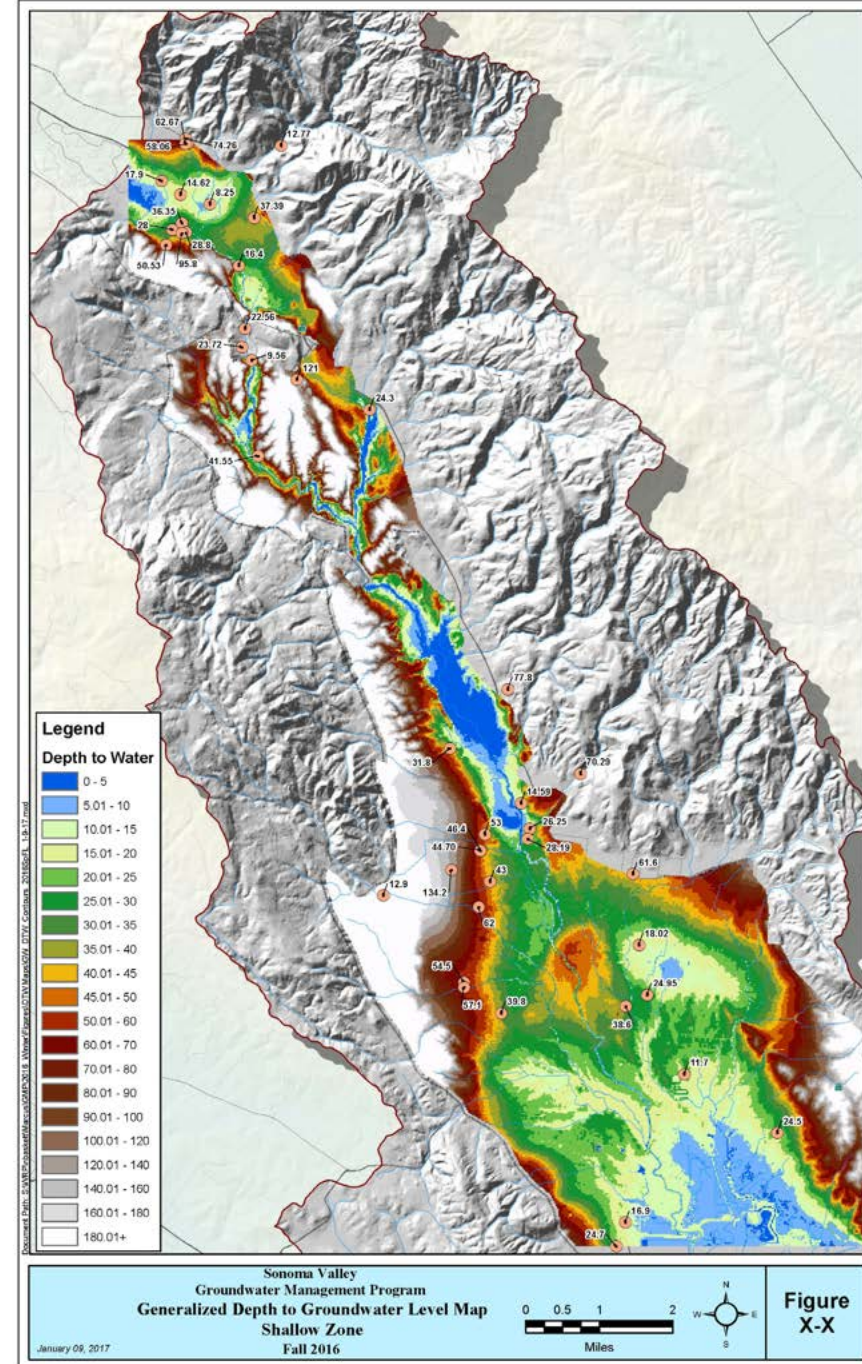 62.67
12.77
58.06
74.26
17.9
14.62
8.25
36.35
37.39
28
28.8
50.53
95.8
16.4
22.56
23.72
9.56
121
24.3
41.55
77.8
31.8
70.29
14.59
46.4
53
26.25
44.70
28.19
43
61.6
134.2
12.9
62
18.02
54.5
24.95
57.1
39.8
38.6
11.7
24.5
16.9
24.7
Legend
Depth to Water
0 - 5
5.01 - 10
10.01 - 15
15.01 - 20
20.01 - 25
25.01 - 30
30.01 - 35
35.01 - 40
40.01 - 45
45.01 - 50
50.01 - 60
60.01 - 70
70.01 - 80
80.01 - 90
90.01 - 100
100.01 - 120
120.01 - 140
140.01 - 160
160.01 - 180
180.01+
Sonoma Valley
Groundwater Management Program
Generalized Depth to Groundwater Level Map
Shallow Zone
Fall 2016
January 09, 2017
0 0.5 1 2
Miles
N
W E
S
Figure
X-X
Document Path: